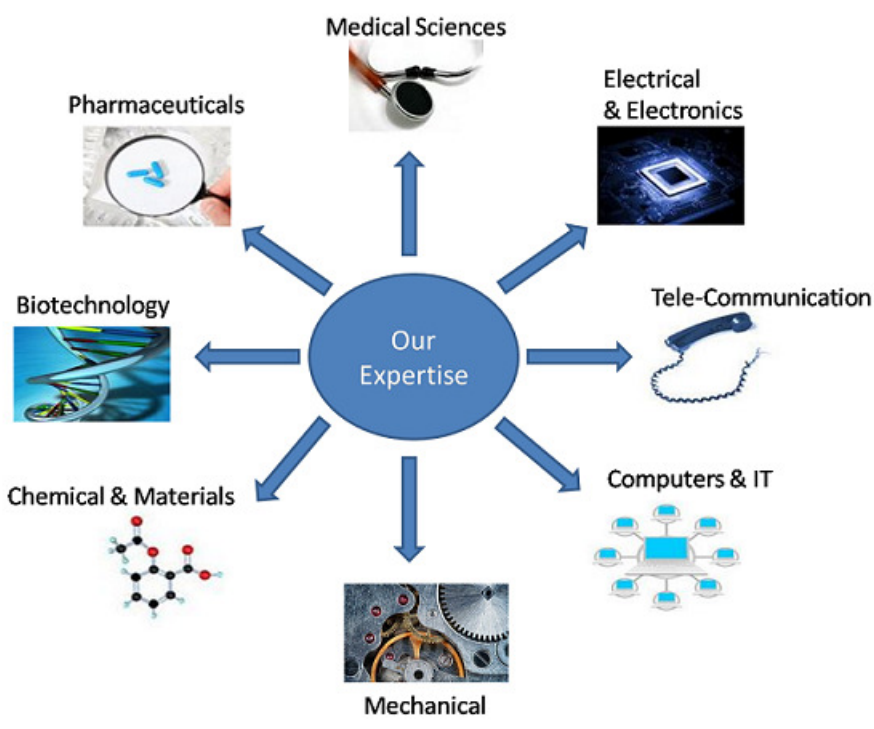 Medical Sciences
Electrical
& Electronics
Pharmaceuticals
Tele-Communication
Biotechnology
Our
Expertise
Computers & IT
Chemical & Materials
Mechanical